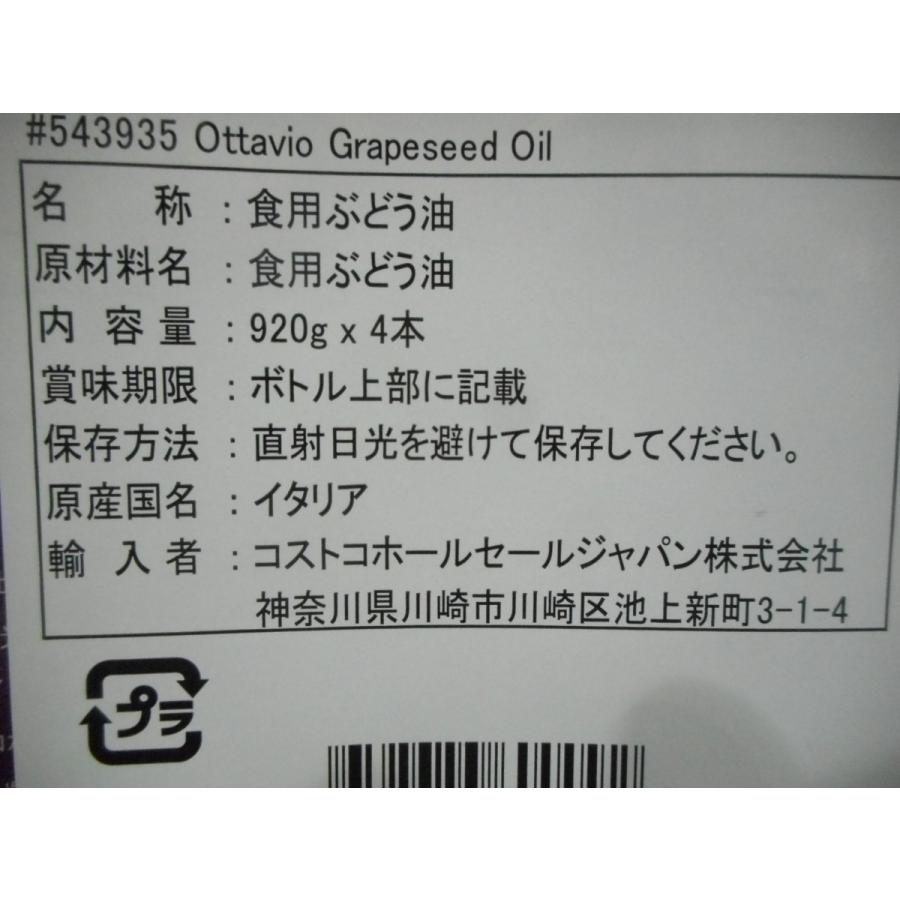 #543935 Ottavio Grapeseed Oil
名 称 : 食用ぶどう油
原材料名 : 食用ぶどう油
内 容 量 : 920g x 4本
賞味期限 : ボトル上部に記載
保存方法 : 直射日光を避けて保存してください。
原産国名 : イタリア
輸 入 者 : コストコホールセールジャパン株式会社
神奈川県川崎市川崎区池上新町3-1-4
プラ